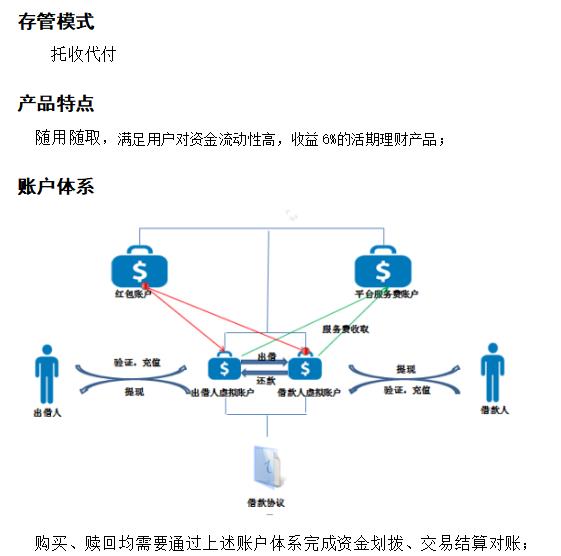 存管模式
托收代付
产品特点
随用随取，满足用户对资金流动性高，收益6%的活期理财产品；
账户体系
$
$
红包账户
平台服务费账户
服务费收取
出借
$
$
还款
验证，充值
提现
提现
验证，充值
出借人虚拟账户
借款人虚拟账户
出借人
借款人
借款协议
购买、赎回均需要通过上述账户体系完成资金划拨、交易结算对账；